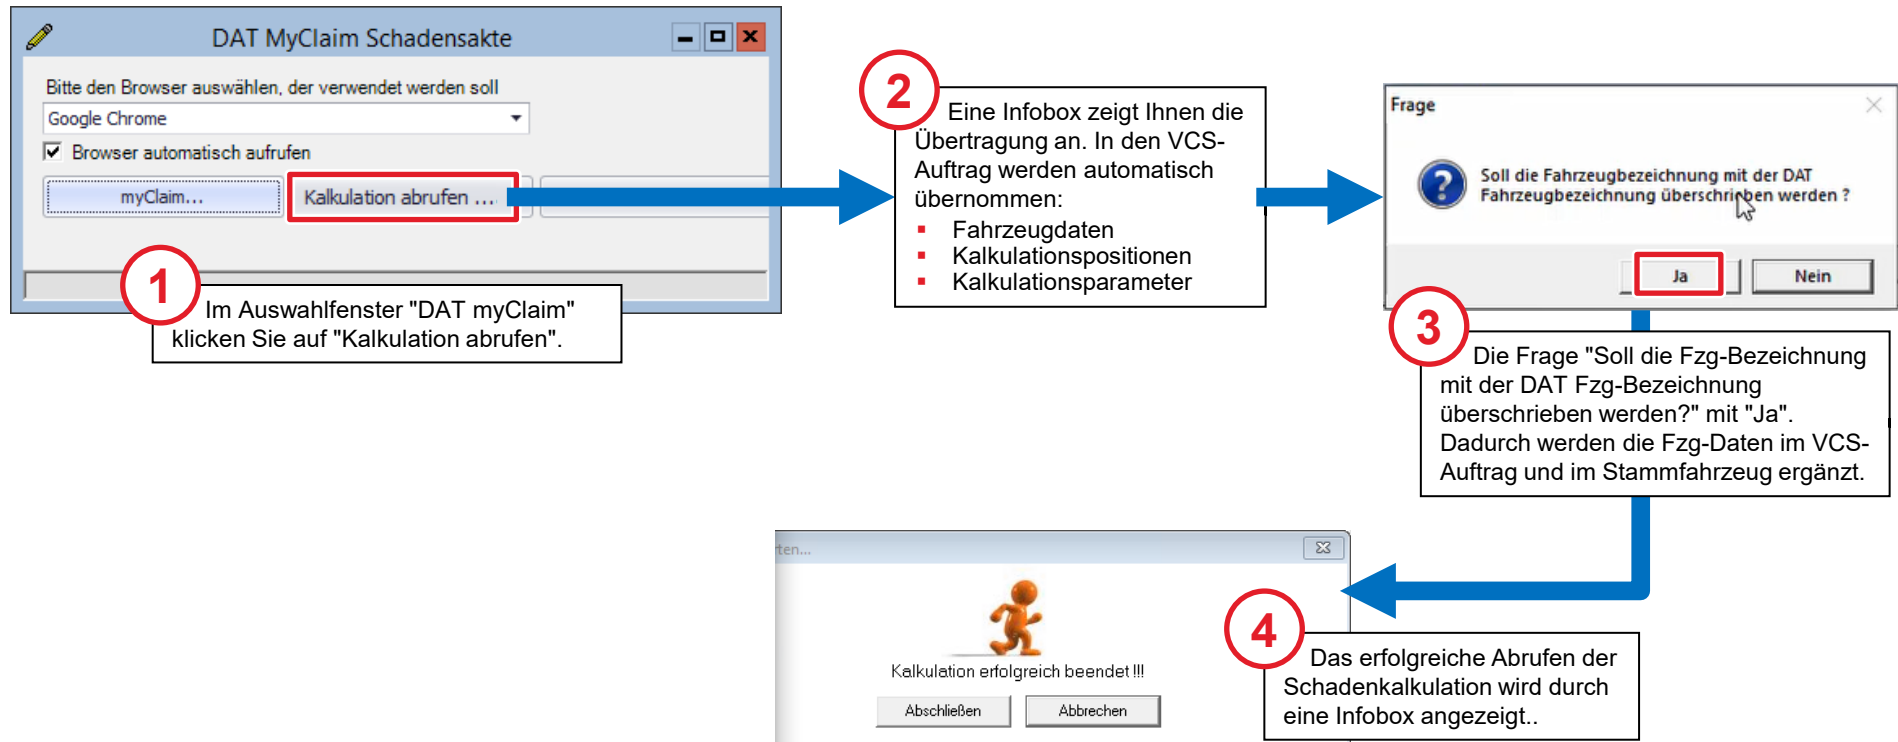 DAT MyClaim Schadensakte
Bitte den Browser auswählen, der verwendet werden soll
Google Chrome
Browser automatisch aufrufen
myClaim...
Kalkulation abrufen ...
1
Im Auswahlfenster "DAT myClaim"
klicken Sie auf "Kalkulation abrufen".
2
Eine Infobox zeigt Ihnen die
Übertragung an. In den VCS-
Auftrag werden automatisch
übernommen:
▪ Fahrzeugdaten
▪ Kalkulationspositionen
▪ Kalkulationsparameter
Frage
Soll die Fahrzeugbezeichnung mit der DAT
Fahrzeugbezeichnung überschrieben werden ?
Ja
Nein
3
Die Frage "Soll die Fzg-Bezeichnung
mit der DAT Fzg-Bezeichnung
überschrieben werden?" mit "Ja".
Dadurch werden die Fzg-Daten im VCS-
Auftrag und im Stammfahrzeug ergänzt.
rten...
Kalkulation erfolgreich beendet !!!
Abschließen
Abbrechen
4
Das erfolgreiche Abrufen der
Schadenkalkulation wird durch
eine Infobox angezeigt..